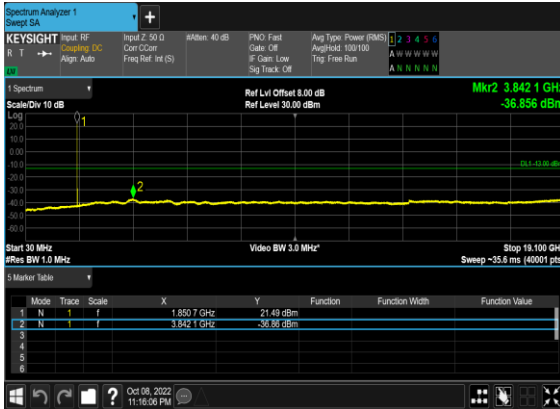 Spectrum Analyzer 1
Swept SA
+
KEYSIGHT Input: RF Input Z: 50 Ω #Atten: 40 dB PNO: Fast Avg Type: Power (RMS) 1 2 3 4 5 6
R T Coupling: DC Corr CCorr Gate: Off Avg|Hold: 100/100 A W W W W W
Align: Auto Freq Ref: Int (S) IF Gain: Low Trig: Free Run
LXI Sig Track: Off A N N N N N
1 Spectrum Ref Lvl Offset 8.00 dB Mkr2 3.842 1 GHz
Scale/Div 10 dB Ref Level 30.00 dBm -36.856 dBm
Log
1
20.0
10.0
0.00
-10.0
DL1 -13.00 dBm
-20.0
-30.0
2
-40.0
-50.0
-60.0
Start 30 MHz Video BW 3.0 MHz* Stop 19.100 GH
#Res BW 1.0 MHz Sweep ~35.6 ms (40001 pts
5 Marker Table
Mode Trace Scale X Y Function Function Width Function Value
1 N 1 f 1.850 7 GHz 21.49 dBm
2 N 1 f 3.842 1 GHz -36.86 dBm
3
4
5
6
? Oct 08, 2022
11:16:06 PM